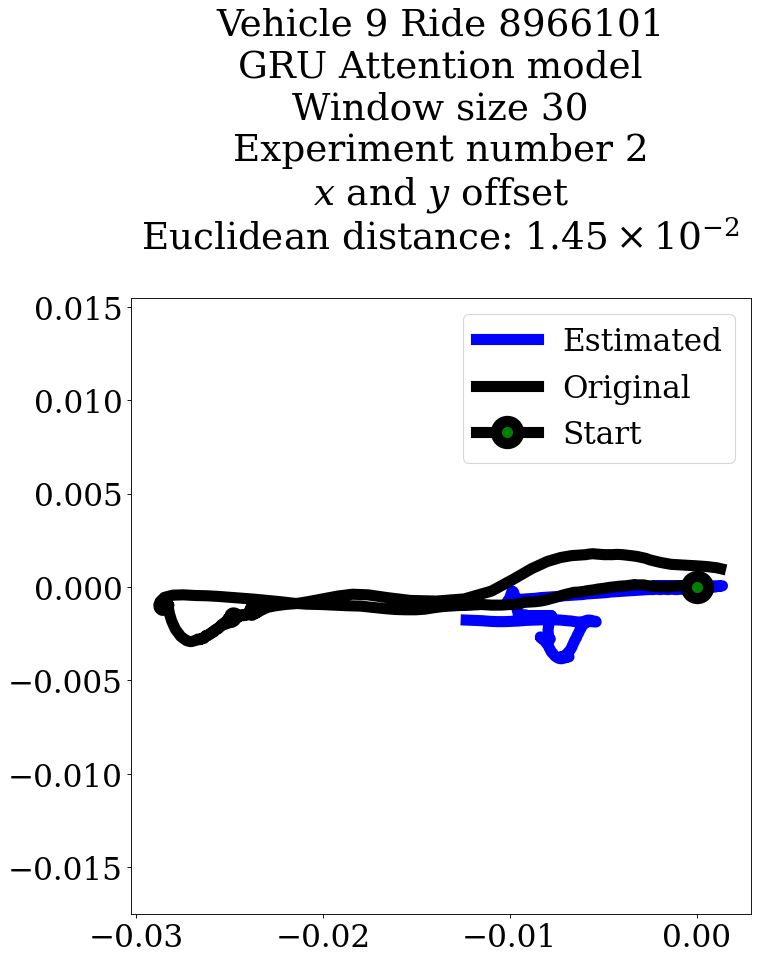 Vehicle 9 Ride 8966101
GRU Attention model
Window size 30
Experiment number 2
x and y offset
Euclidean distance: 1.45 × 10⁻²
Estimated
Original
Start
0.015
0.010
0.005
0.000
−0.005
−0.010
−0.015
−0.03
−0.02
−0.01
0.00